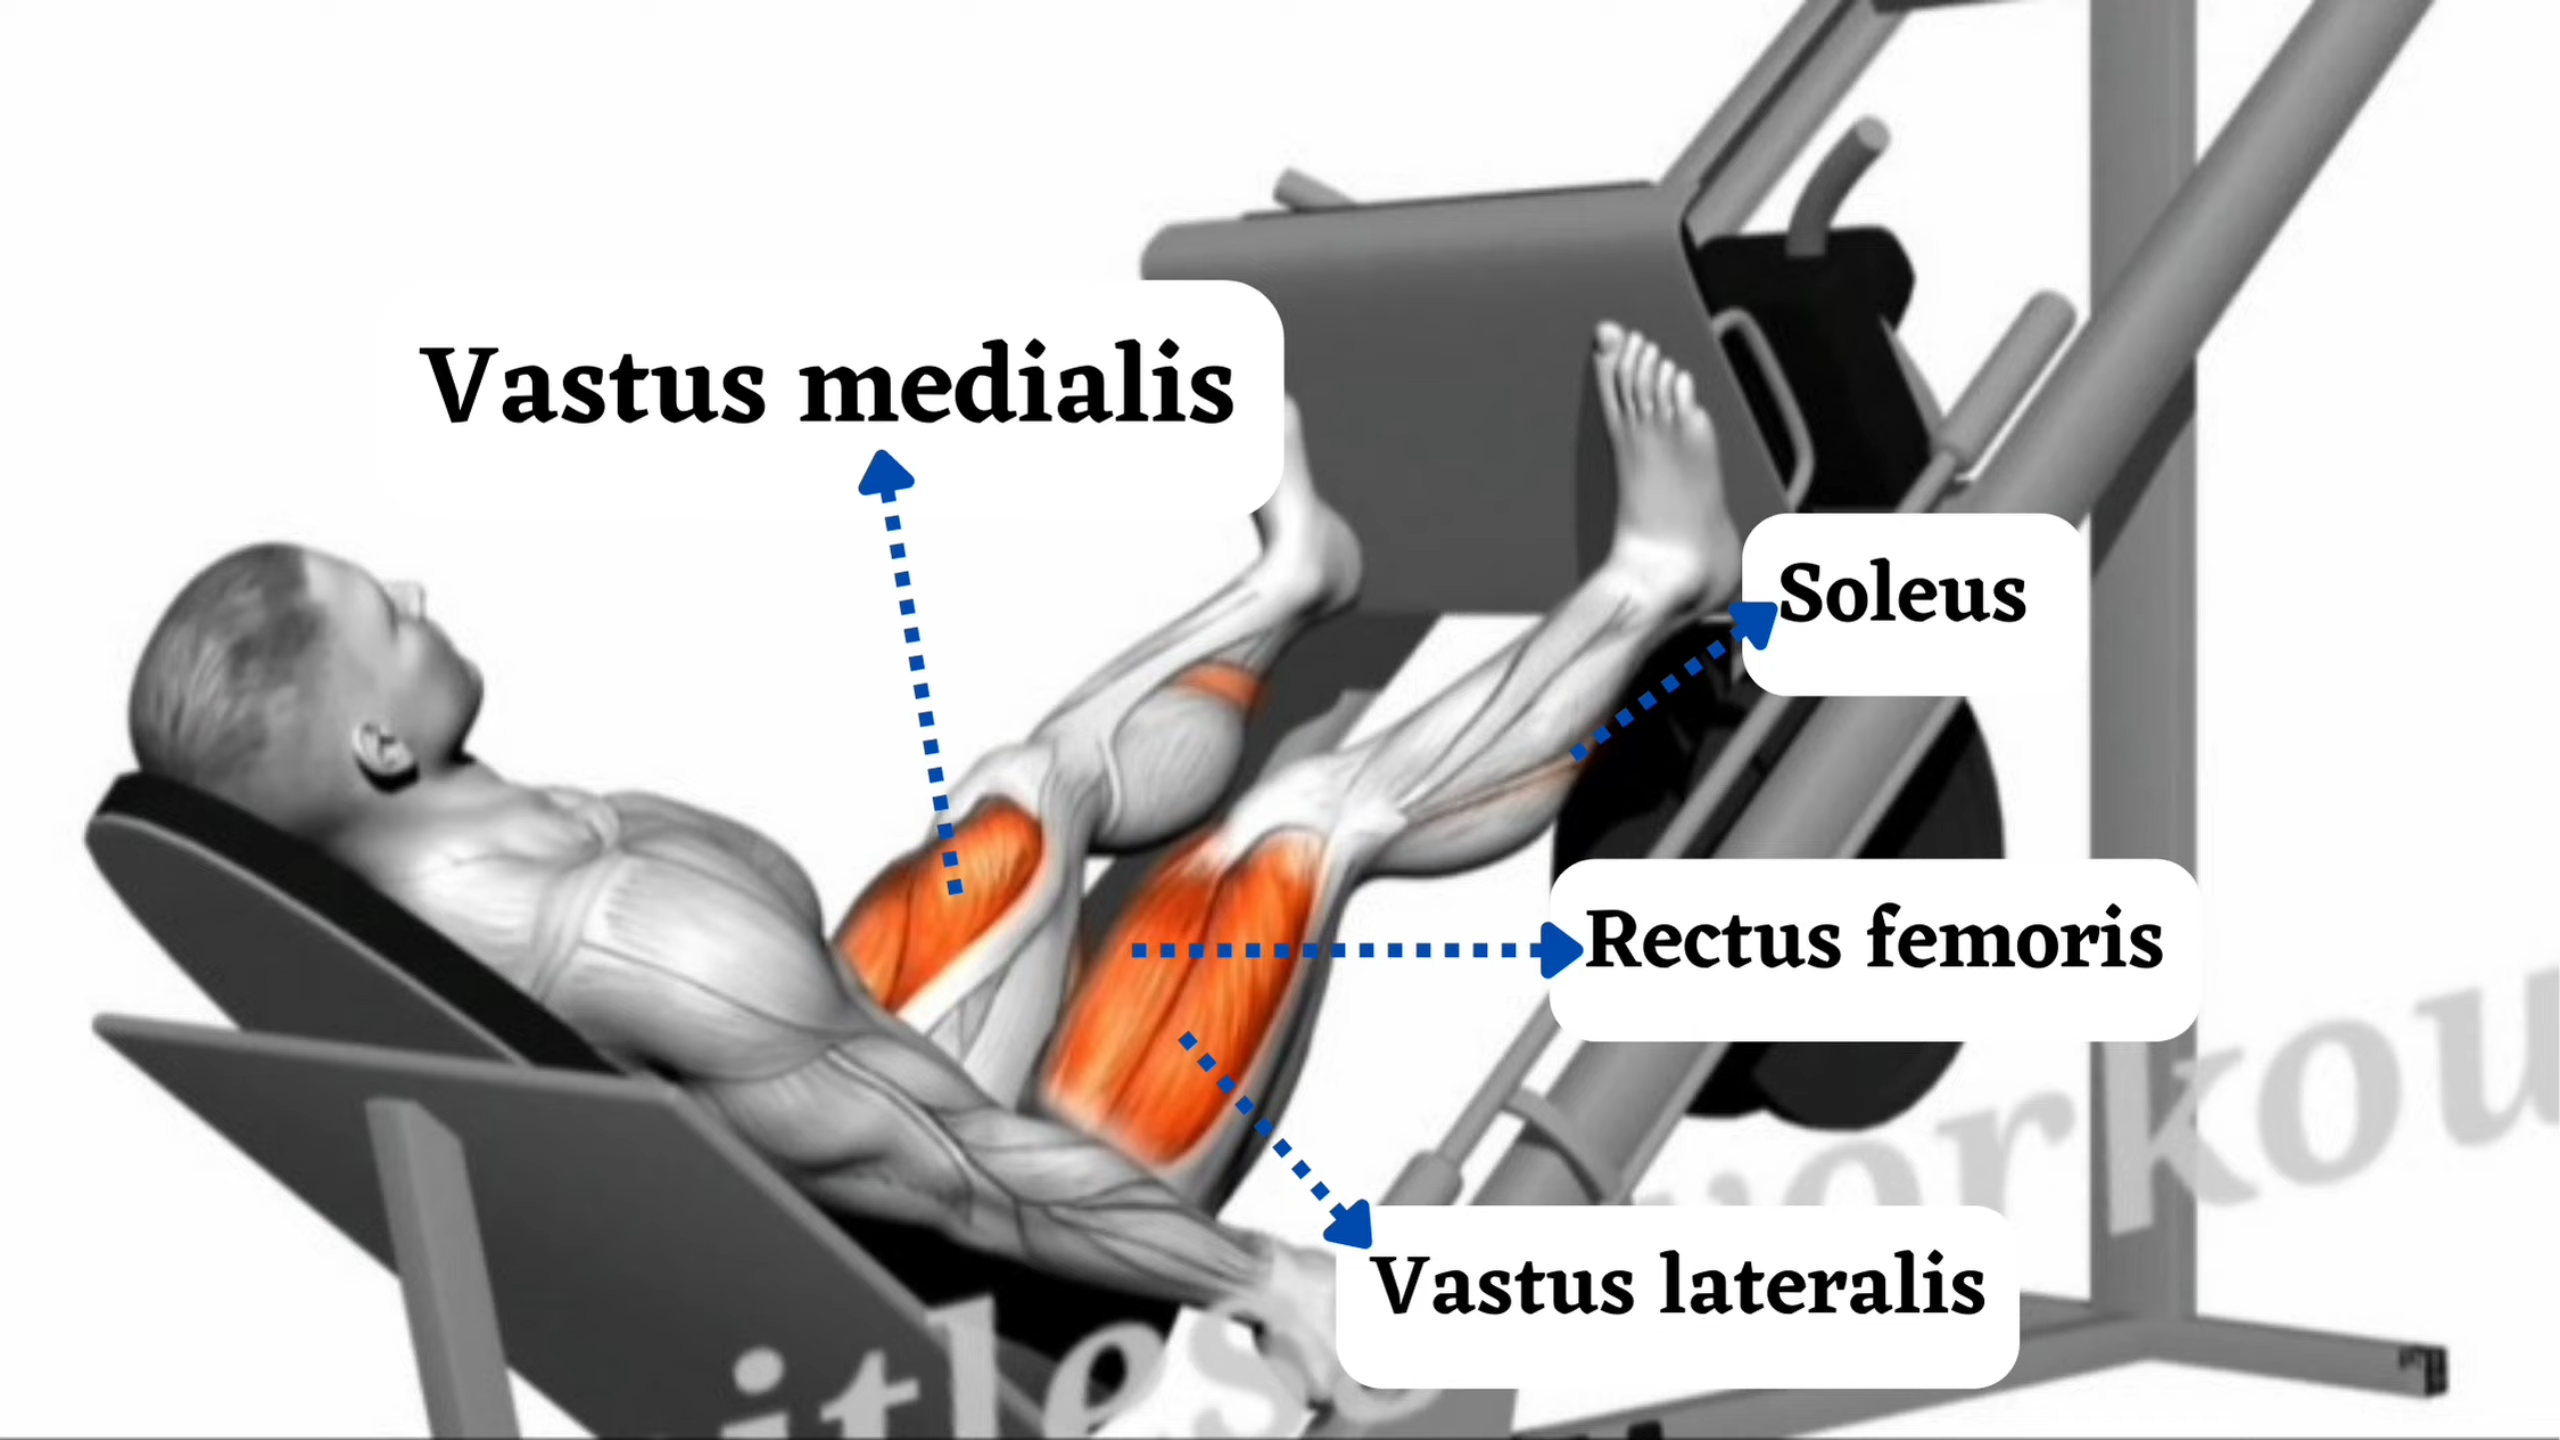 Vastus medialis
Soleus
Rectus femoris
Vastus lateralis